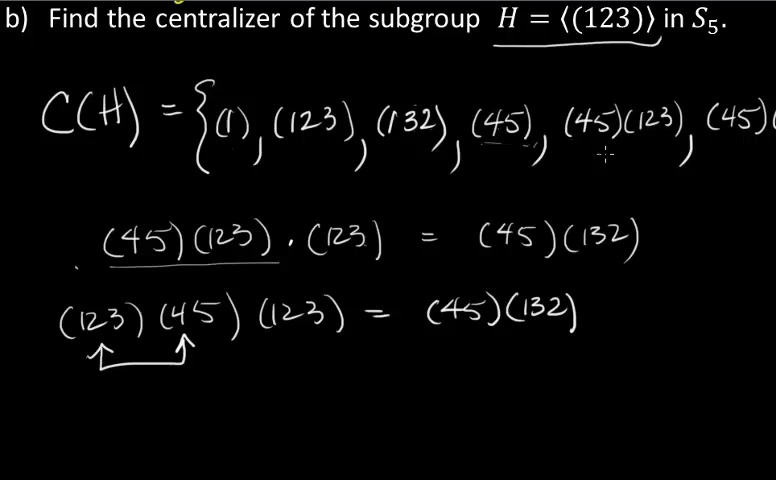 b) Find the centralizer of the subgroup H = ⟨(123)⟩ in S₅.
C(H) = {(1), (123), (132), (45), (45)(123), (45)(
(45)(123) · (123) = (45)(132)
(123)(45)(123) = (45)(132)